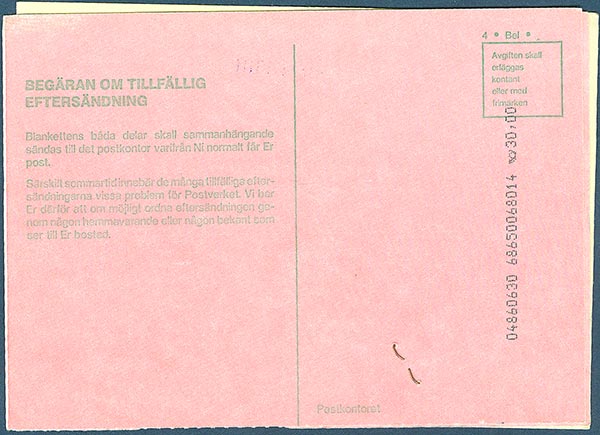 BEGÄRAN OM TILLFÄLLIG
EFTERSÄNDNING
Blankettens båda delar skall sammanhängande
sändas till det postkontor varifrån Ni normalt får Er
post.
Särskilt sommartid innebär de många tillfälliga efter-
sändningarna vissa problem för Postverket. Vi ber
Er därför att om möjligt ordna eftersändningen ge-
nom någon hemmavarande eller någon bekant som
ser till Er bostad.
4 • Bel •
Avgiften skall
erläggas
kontant
eller med
frimärken
04860630 68650068014 30,00
Postkontoret